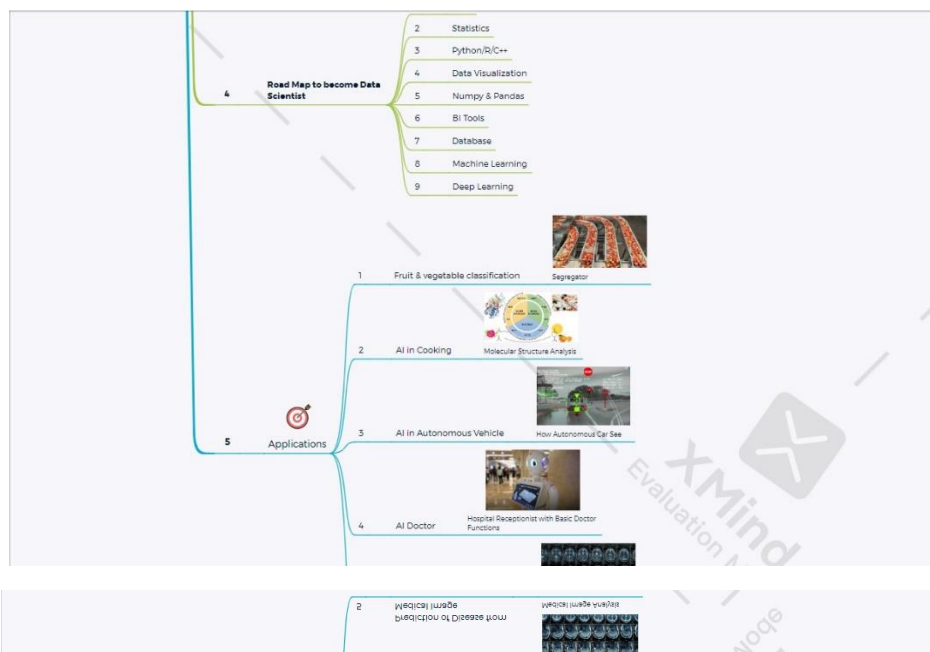 2 Statistics
3 Python/R/C++
4 Data Visualization
4 Road Map to become Data
Scientist
5 Numpy & Pandas
6 BI Tools
7 Database
8 Machine Learning
9 Deep Learning
1 Fruit & vegetable classification
Segregator
2 AI in Cooking
Molecular Structure Analysis
5 Applications
3 AI in Autonomous Vehicle
How Autonomous Car See
4 AI Doctor
Hospital Receptionist with Basic Doctor
Functions
XMind
Evaluation
5 Prediction of Disease from
Medical Image
Medical Image Analysis
Mode